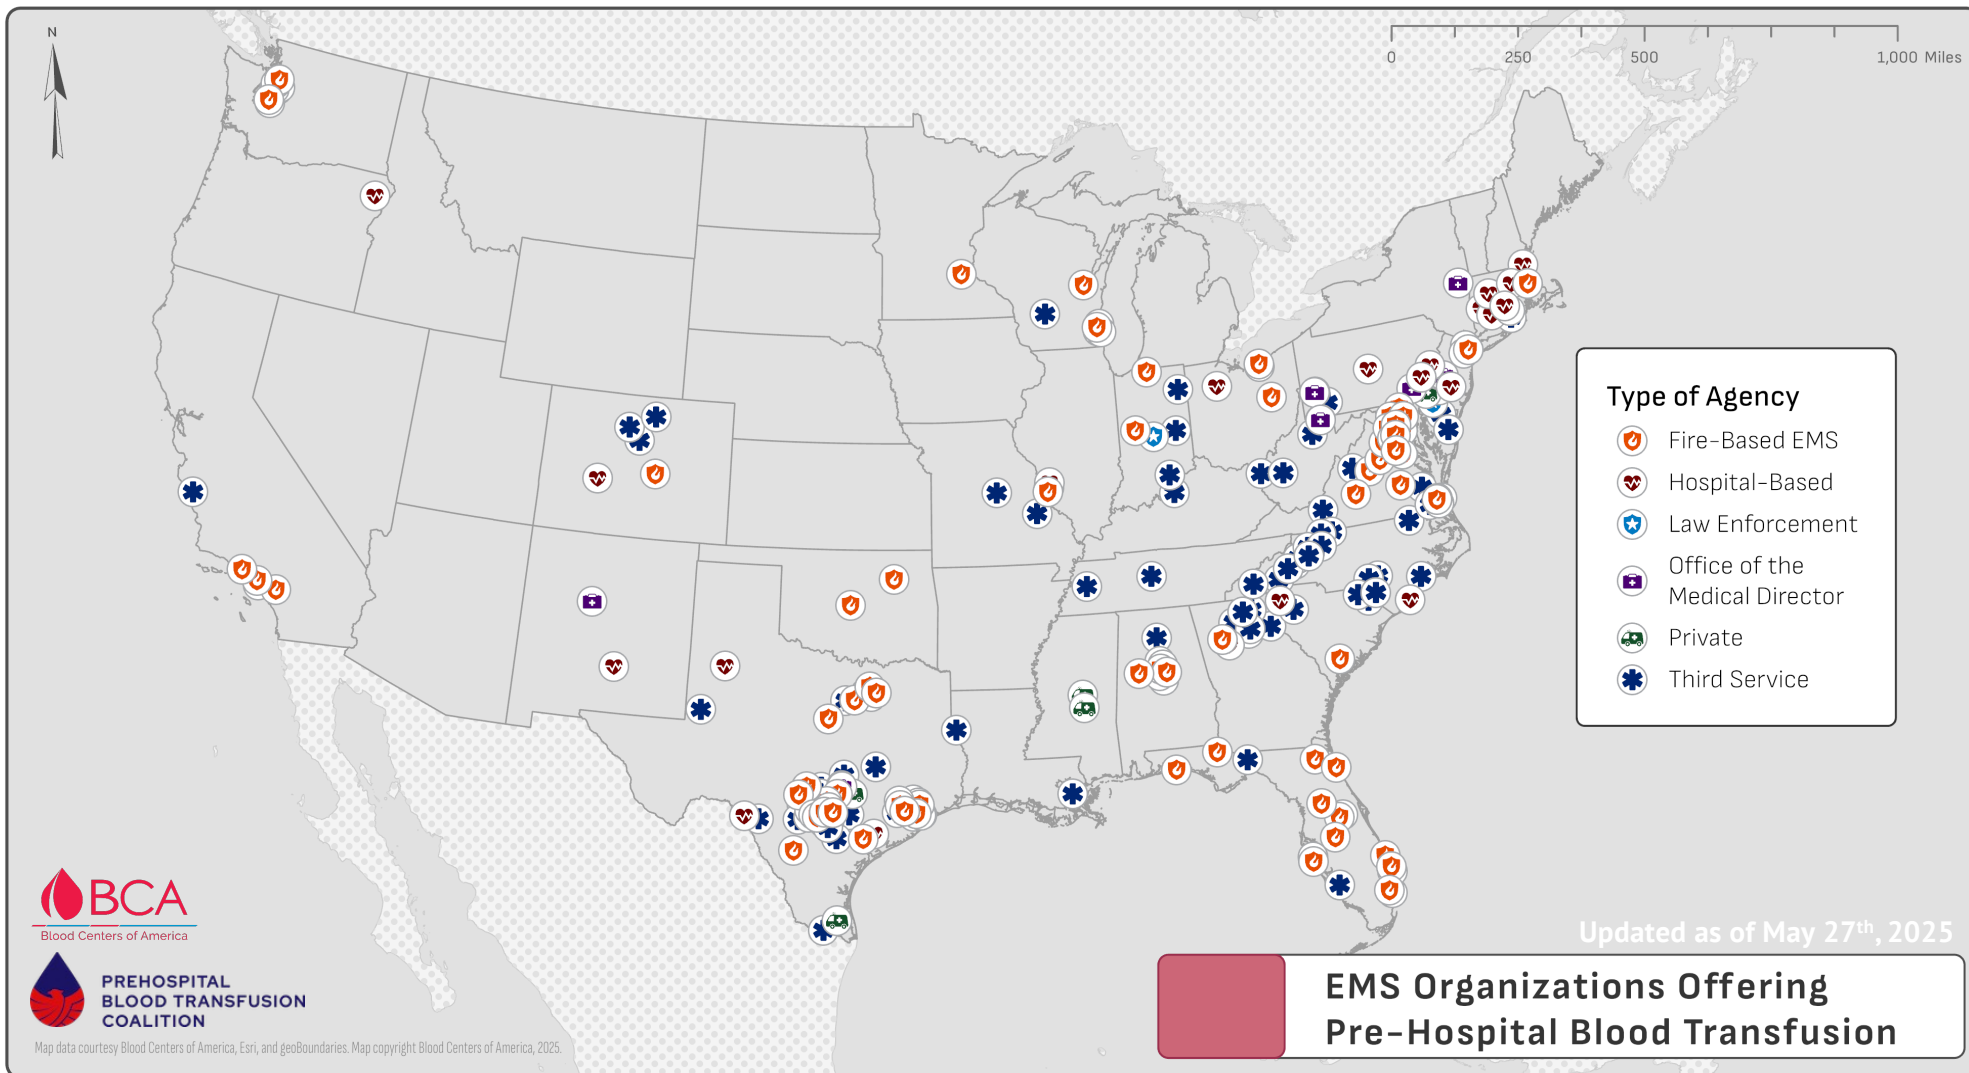 N
0 250 500 1,000 Miles
Type of Agency
Fire-Based EMS
Hospital-Based
Law Enforcement
Office of the
Medical Director
Private
Third Service
BCA
Blood Centers of America
PREHOSPITAL
BLOOD TRANSFUSION
COALITION
Map data courtesy Blood Centers of America, Esri, and geoBoundaries. Map copyright Blood Centers of America, 2025.
Updated as of May 27th, 2025
EMS Organizations Offering
Pre-Hospital Blood Transfusion